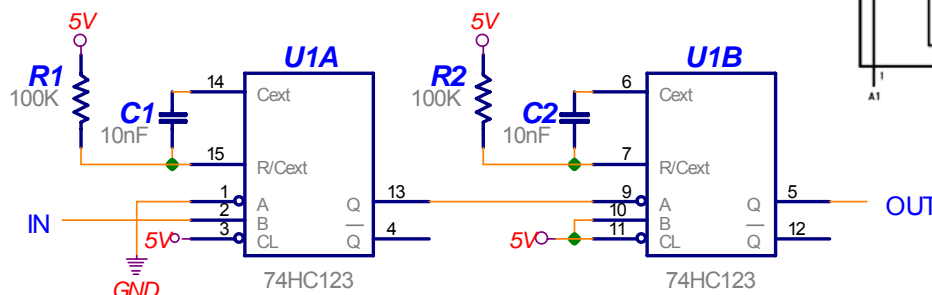 5V
R1
100K
C1
10nF
U1A
14
Cext
15
R/Cext
1
A
2
B
3
CL
Q
13
Q
4
IN
5V
GND
74HC123
5V
R2
100K
C2
10nF
U1B
6
Cext
7
R/Cext
9
A
10
B
11
CL
Q
5
Q
12
5V
OUT
74HC123
1
A1